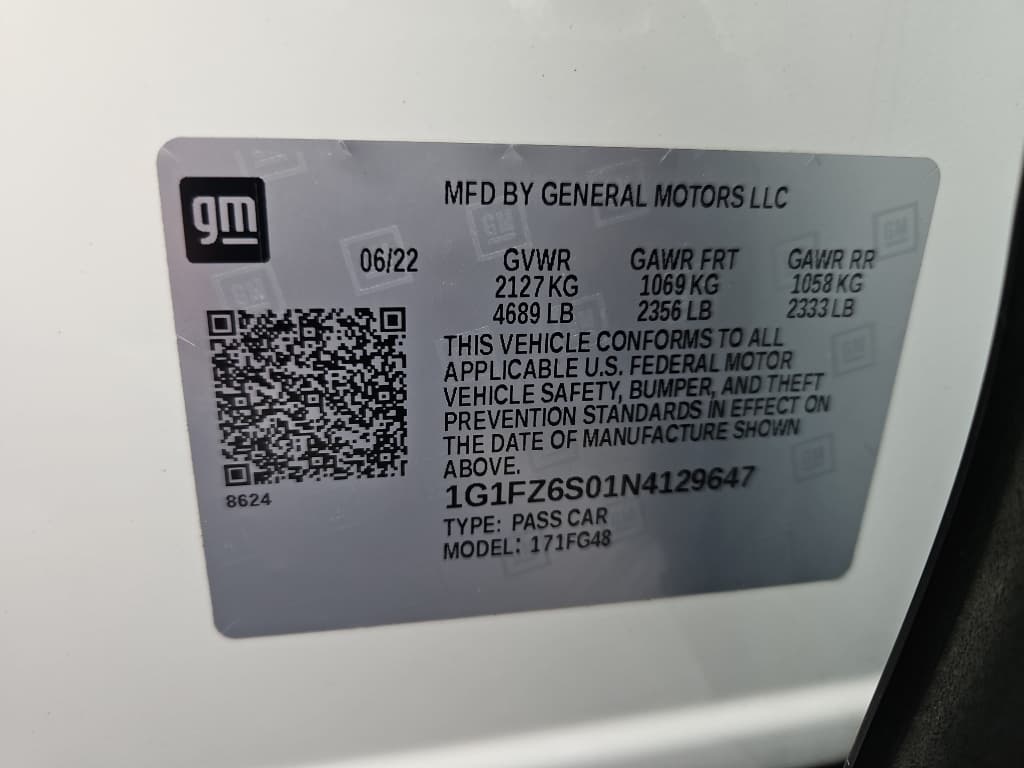 gm
MFD BY GENERAL MOTORS LLC
06/22 GVWR GAWR FRT GAWR RR
2127 KG 1069 KG 1058 KG
4689 LB 2356 LB 2333 LB
THIS VEHICLE CONFORMS TO ALL
APPLICABLE U.S. FEDERAL MOTOR
VEHICLE SAFETY, BUMPER, AND THEFT
PREVENTION STANDARDS IN EFFECT ON
THE DATE OF MANUFACTURE SHOWN
ABOVE.
1G1FZ6S01N4129647
TYPE: PASS CAR
MODEL: 171FG48
8624